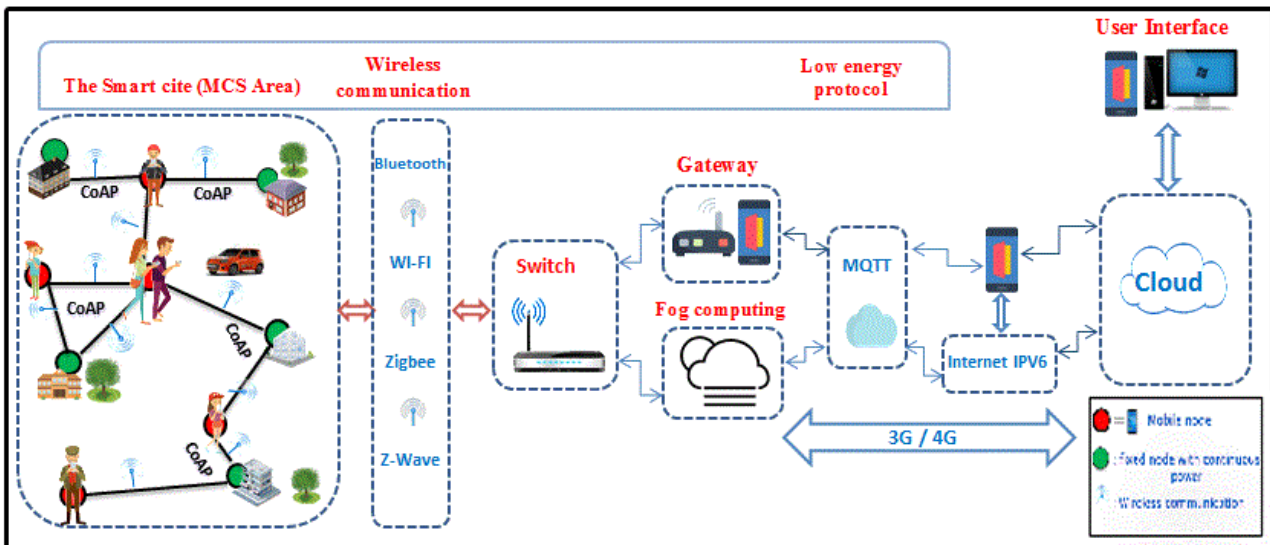 User Interface
The Smart cite (MCS Area)
Wireless
communication
Low energy
protocol
CoAP
CoAP
CoAP
CoAP
CoAP
Bluetooth
WI-FI
Zigbee
Z-Wave
Switch
Gateway
Fog computing
MQTT
Internet IPV6
Cloud
3G / 4G
= Mobile node
: fixed node with continuous
power
: Wireless communication